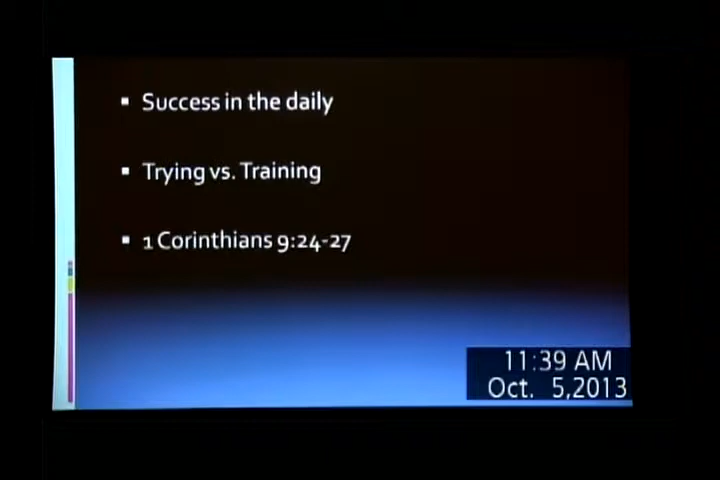 ▪ Success in the daily
▪ Trying vs. Training
▪ 1 Corinthians 9:24-27
11:39 AM
Oct. 5,2013